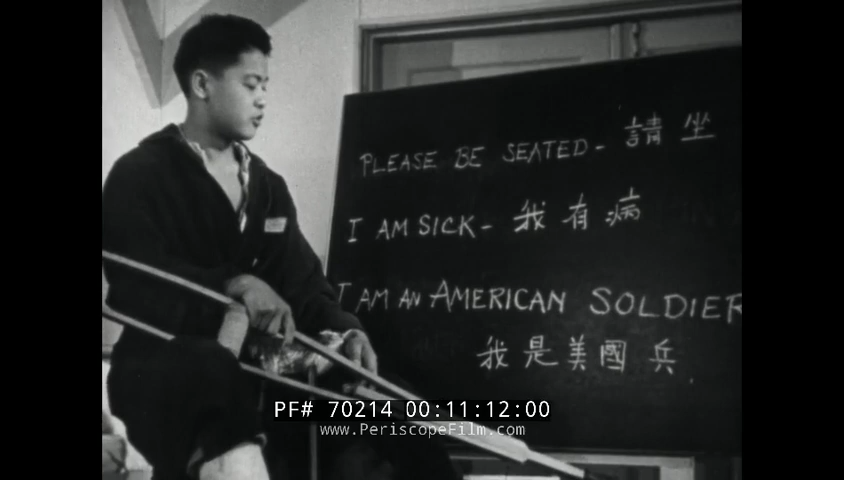 PLEASE BE SEATED - 請 坐
I AM SICK - 我 有 病
I AM AN AMERICAN SOLDIER
我 是 美 國 兵.
PF# 70214 00:11:12:00
www.PeriscopeFilm.com